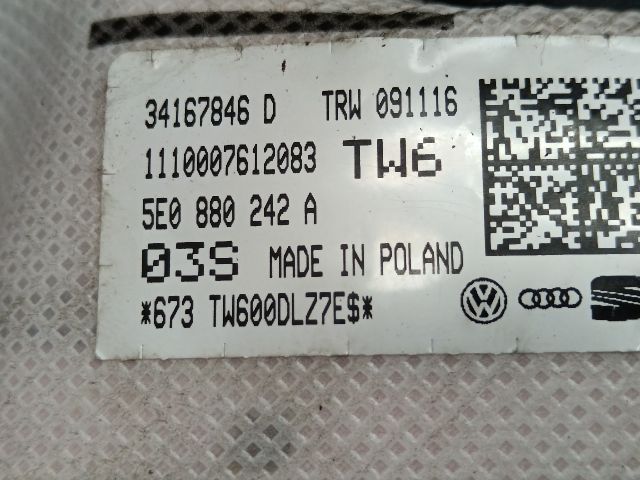 34167846 D TRW 091116
1110007612083 TW6
5E0 880 242 A
03S MADE IN POLAND
*673 TW600DLZ7E$*